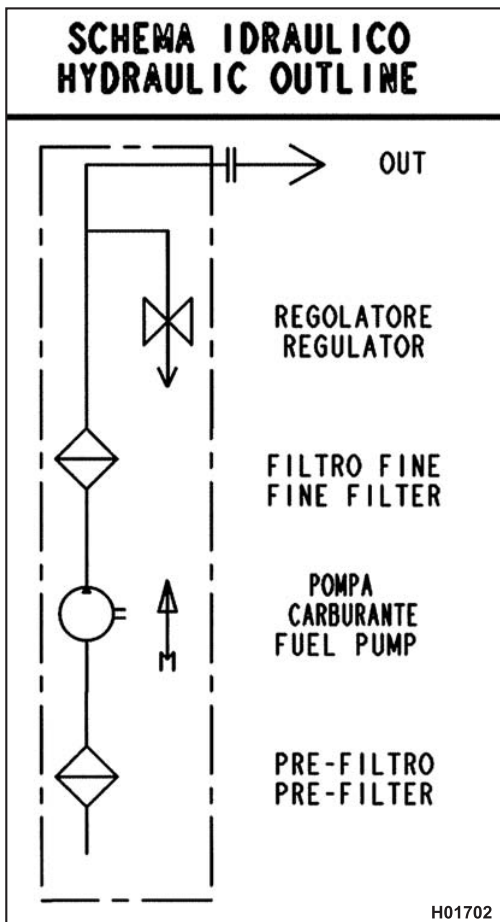 SCHEMA IDRAULICO
HYDRAULIC OUTLINE
OUT
REGOLATORE
REGULATOR
FILTRO FINE
FINE FILTER
POMPA
CARBURANTE
FUEL PUMP
M
PRE-FILTRO
PRE-FILTER
H01702